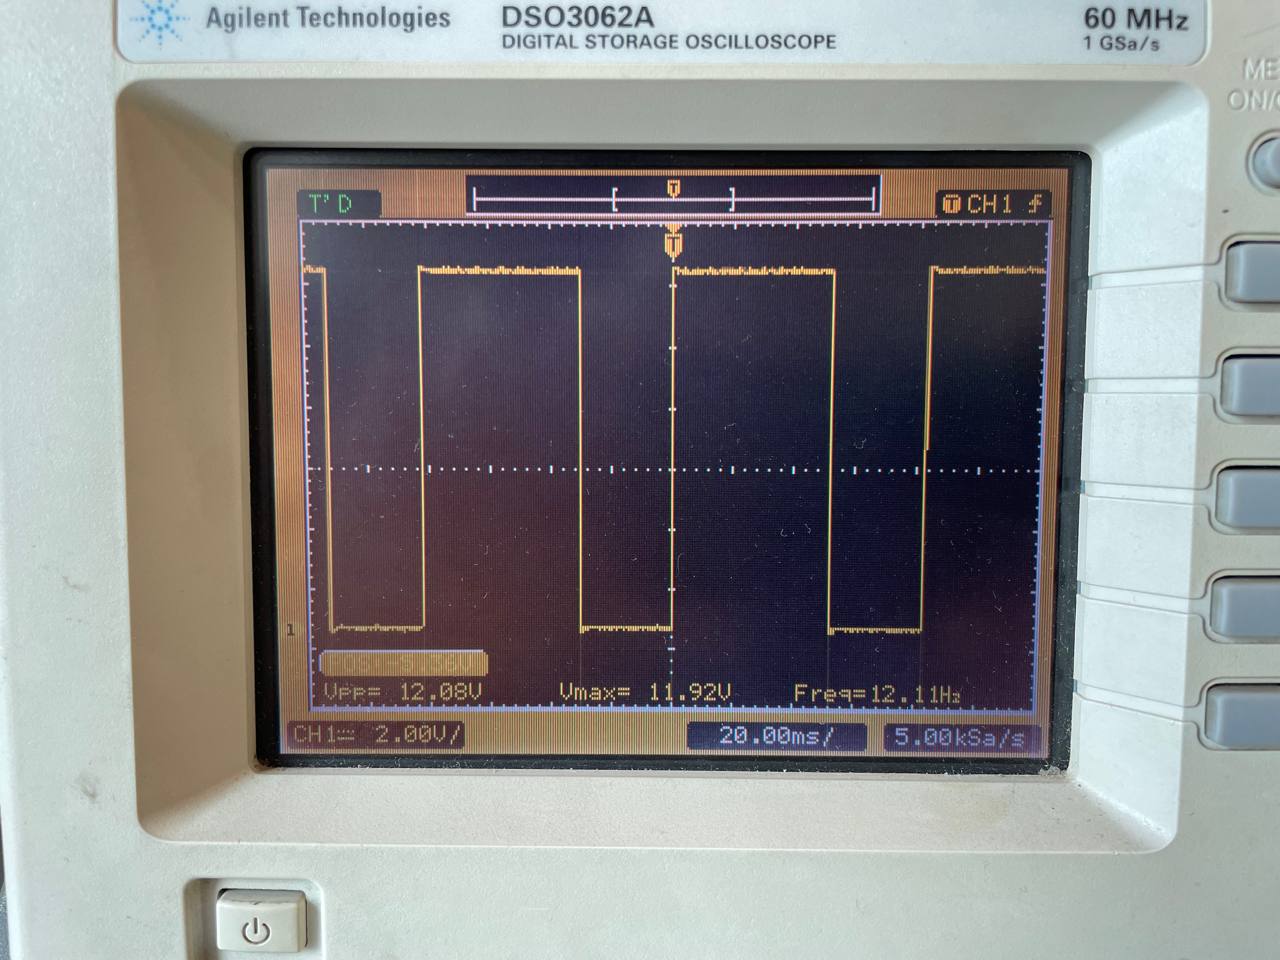 Agilent Technologies
DSO3062A
60 MHz
DIGITAL STORAGE OSCILLOSCOPE
1 GSa/s
ME
ON/
T' D
T
T CH1
T
1
Vpp= 12.08V Vmax= 11.92V Freq=12.11Hz
CH1 2.00V/ 20.00ms/ 5.00kSa/s